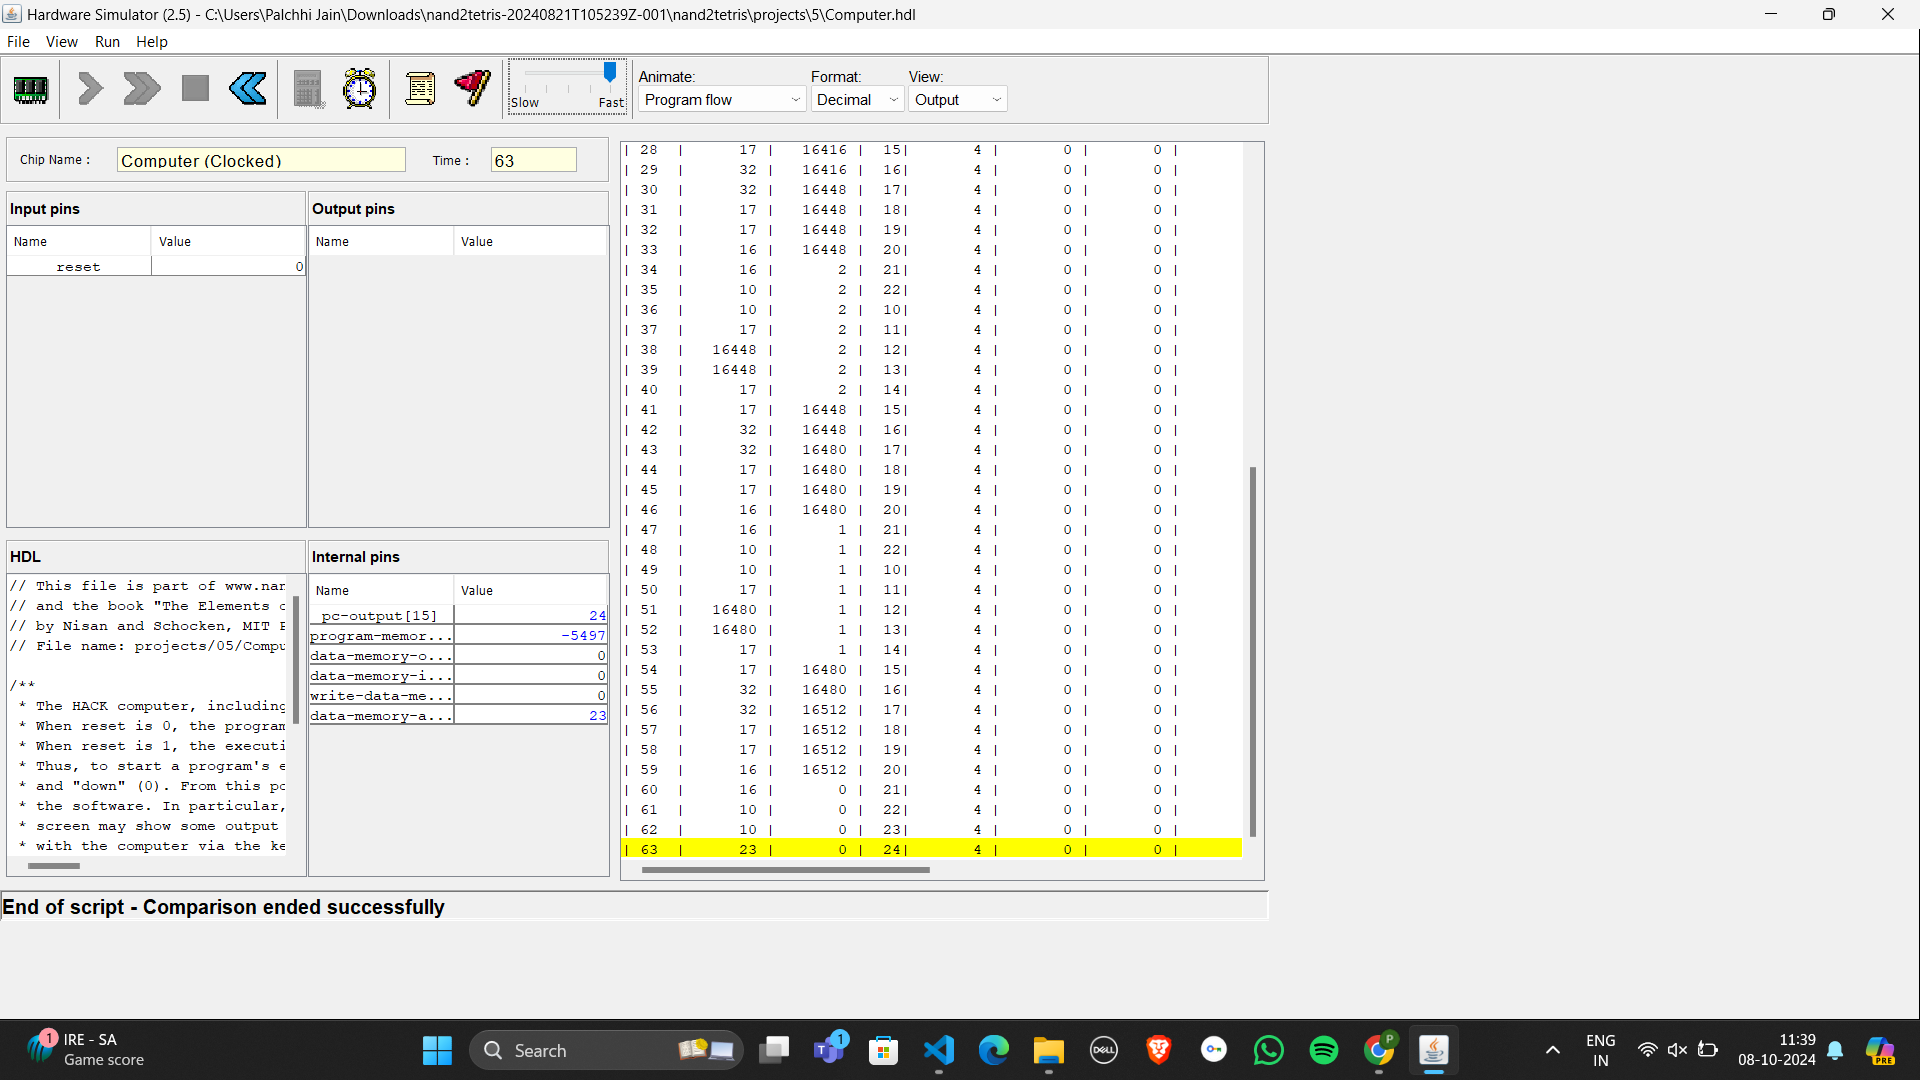 Hardware Simulator (2.5) - C:\Users\Palchhi Jain\Downloads\nand2tetris-20240821T105239Z-001\nand2tetris\projects\5\Computer.hdl
File View Run Help
Slow Fast
Animate: Format: View:
Program flow Decimal Output
Chip Name : Computer (Clocked) Time : 63
Input pins
Name Value
reset 0
Output pins
Name Value
HDL
// This file is part of www.nan
// and the book "The Elements o
// by Nisan and Schocken, MIT P
// File name: projects/05/Compu
/**
* The HACK computer, including
* When reset is 0, the program
* When reset is 1, the executi
* Thus, to start a program's e
* and "down" (0). From this po
* the software. In particular,
* screen may show some output
* with the computer via the ke
Internal pins
Name Value
pc-output[15] 24
program-memor... -5497
data-memory-o... 0
data-memory-i... 0
write-data-me... 0
data-memory-a... 23
| 28 | 17 | 16416 | 15| 4 | 0 | 0 |
| 29 | 32 | 16416 | 16| 4 | 0 | 0 |
| 30 | 32 | 16448 | 17| 4 | 0 | 0 |
| 31 | 17 | 16448 | 18| 4 | 0 | 0 |
| 32 | 17 | 16448 | 19| 4 | 0 | 0 |
| 33 | 16 | 16448 | 20| 4 | 0 | 0 |
| 34 | 16 | 2 | 21| 4 | 0 | 0 |
| 35 | 10 | 2 | 22| 4 | 0 | 0 |
| 36 | 10 | 2 | 10| 4 | 0 | 0 |
| 37 | 17 | 2 | 11| 4 | 0 | 0 |
| 38 | 16448 | 2 | 12| 4 | 0 | 0 |
| 39 | 16448 | 2 | 13| 4 | 0 | 0 |
| 40 | 17 | 2 | 14| 4 | 0 | 0 |
| 41 | 17 | 16448 | 15| 4 | 0 | 0 |
| 42 | 32 | 16448 | 16| 4 | 0 | 0 |
| 43 | 32 | 16480 | 17| 4 | 0 | 0 |
| 44 | 17 | 16480 | 18| 4 | 0 | 0 |
| 45 | 17 | 16480 | 19| 4 | 0 | 0 |
| 46 | 16 | 16480 | 20| 4 | 0 | 0 |
| 47 | 16 | 1 | 21| 4 | 0 | 0 |
| 48 | 10 | 1 | 22| 4 | 0 | 0 |
| 49 | 10 | 1 | 10| 4 | 0 | 0 |
| 50 | 17 | 1 | 11| 4 | 0 | 0 |
| 51 | 16480 | 1 | 12| 4 | 0 | 0 |
| 52 | 16480 | 1 | 13| 4 | 0 | 0 |
| 53 | 17 | 1 | 14| 4 | 0 | 0 |
| 54 | 17 | 16480 | 15| 4 | 0 | 0 |
| 55 | 32 | 16480 | 16| 4 | 0 | 0 |
| 56 | 32 | 16512 | 17| 4 | 0 | 0 |
| 57 | 17 | 16512 | 18| 4 | 0 | 0 |
| 58 | 17 | 16512 | 19| 4 | 0 | 0 |
| 59 | 16 | 16512 | 20| 4 | 0 | 0 |
| 60 | 16 | 0 | 21| 4 | 0 | 0 |
| 61 | 10 | 0 | 22| 4 | 0 | 0 |
| 62 | 10 | 0 | 23| 4 | 0 | 0 |
| 63 | 23 | 0 | 24| 4 | 0 | 0 |
End of script - Comparison ended successfully
1 IRE - SA
Game score
Search
1
DELL
P
ENG
IN
11:39
08-10-2024
PRE